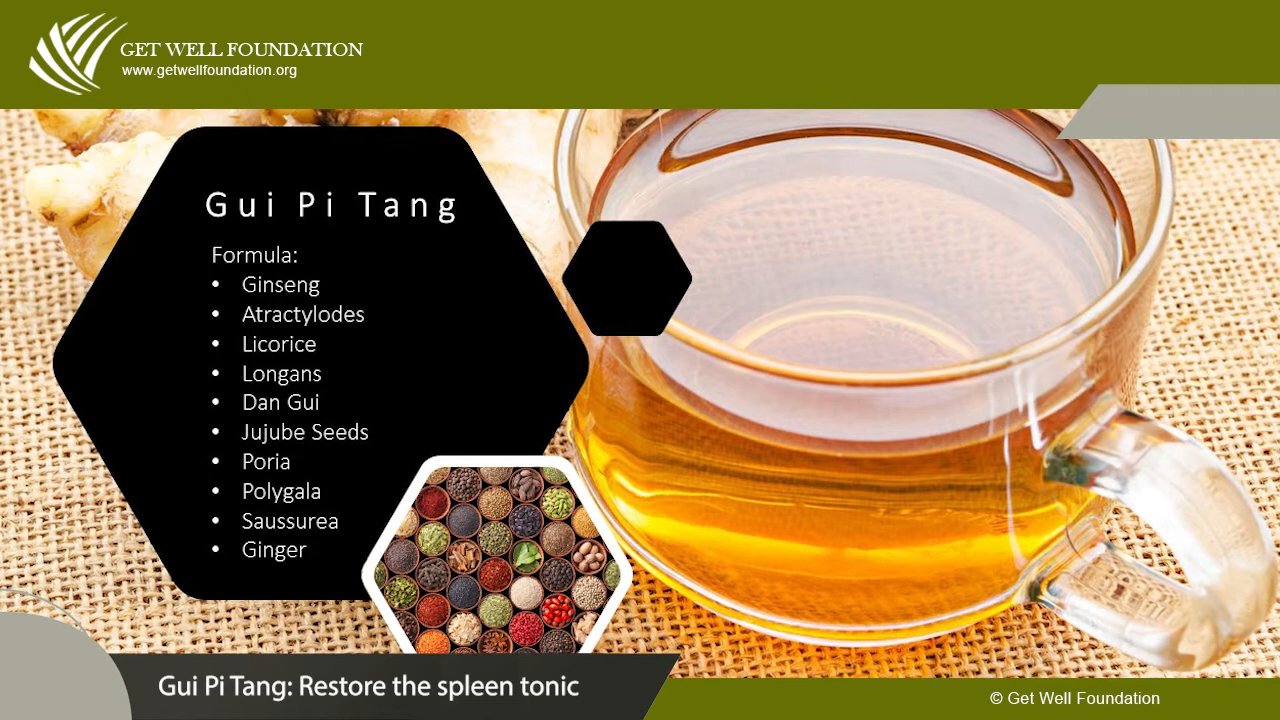 GET WELL FOUNDATION
www.getwellfoundation.org
Gui Pi Tang
Formula:
• Ginseng
• Atractylodes
• Licorice
• Longans
• Dan Gui
• Jujube Seeds
• Poria
• Polygala
• Saussurea
• Ginger
Gui Pi Tang: Restore the spleen tonic
© Get Well Foundation